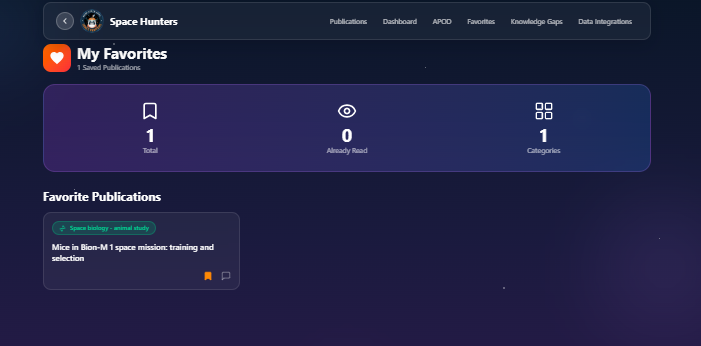 Space Hunters
Publications Dashboard APOD Favorites Knowledge Gaps Data Integrations
My Favorites
1 Saved Publications
1 0 1
Total Already Read Categories
Favorite Publications
Space biology - animal study
Mice in Bion-M 1 space mission: training and
selection